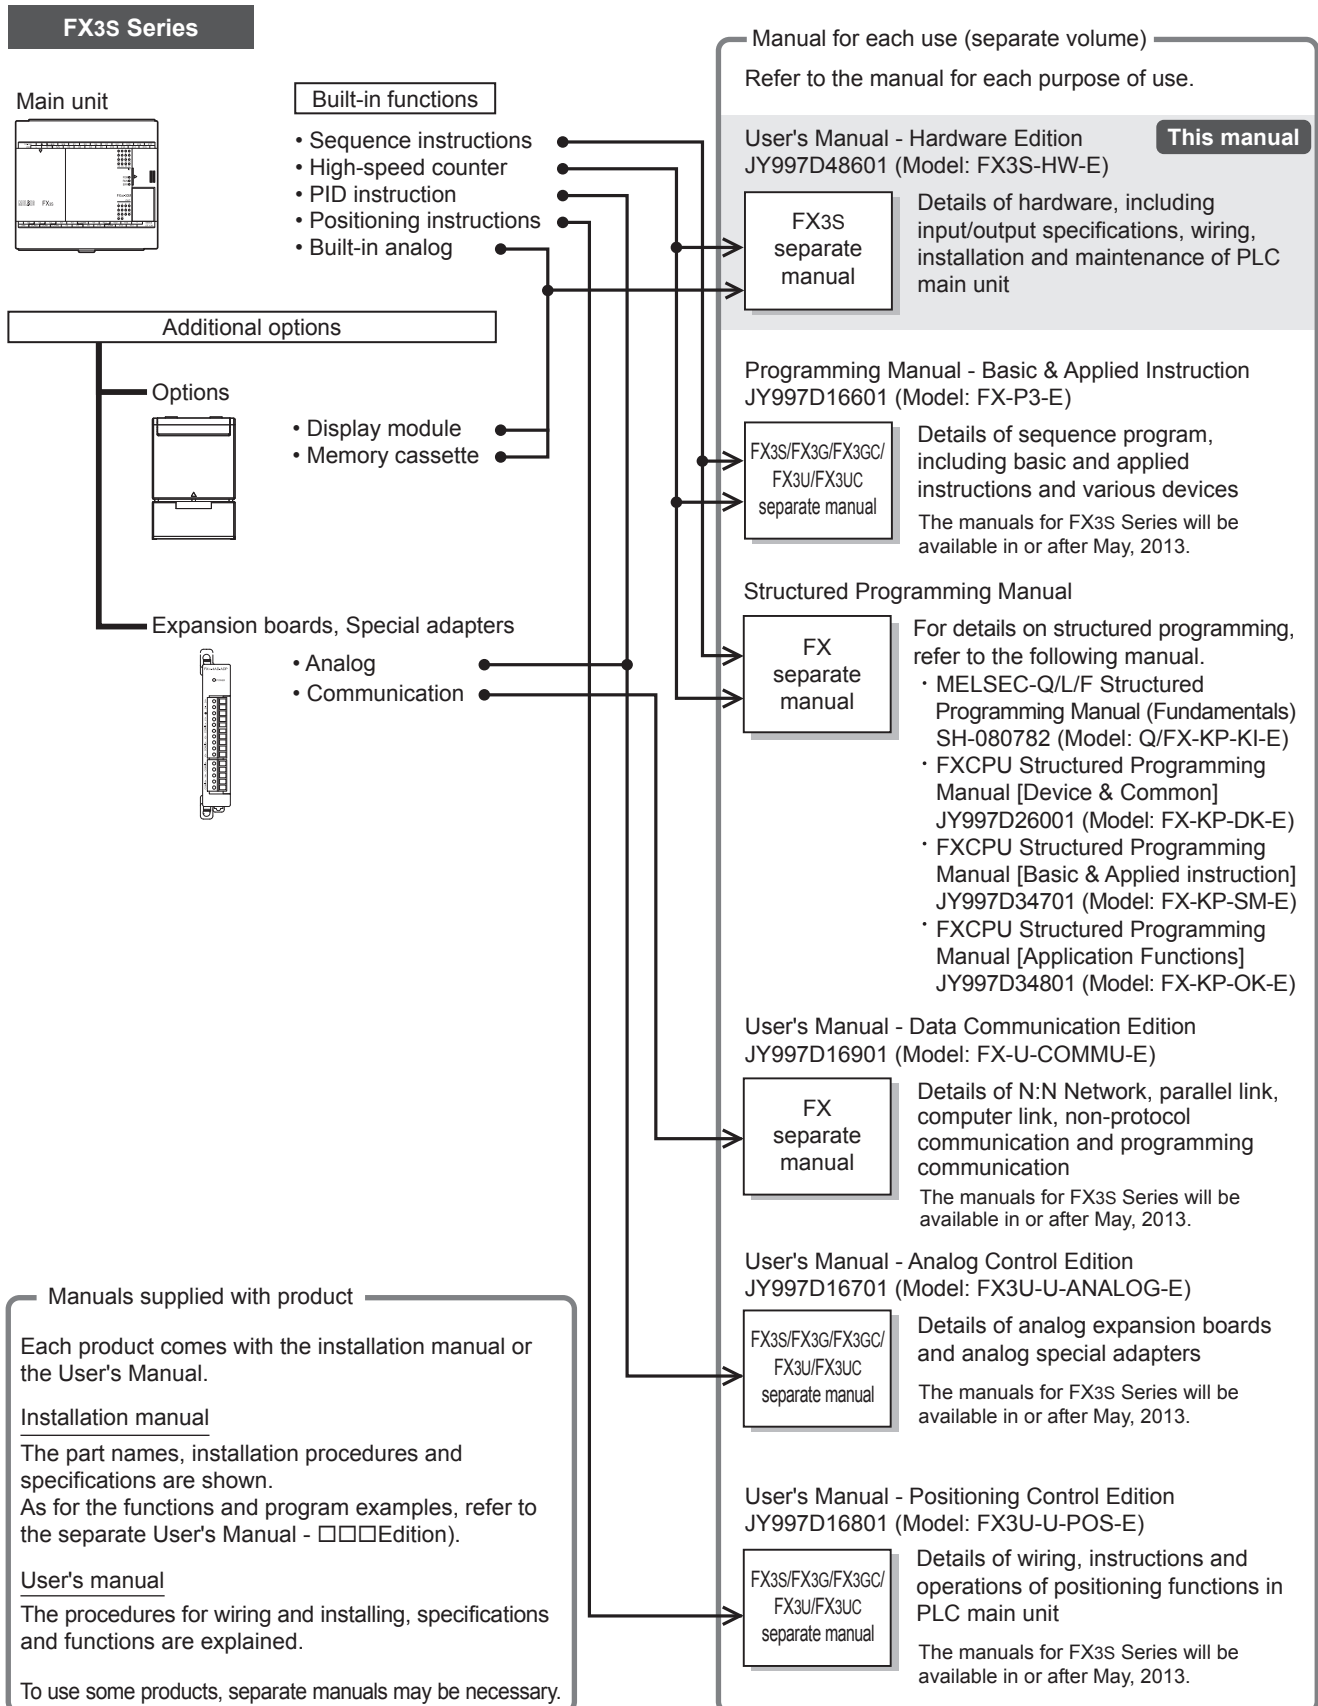 FX3S Series
Main unit
Built-in functions
• Sequence instructions
• High-speed counter
• PID instruction
• Positioning instructions
• Built-in analog
Additional options
Options
• Display module
• Memory cassette
Expansion boards, Special adapters
• Analog
• Communication
Manuals supplied with product
Each product comes with the installation manual or
the User's Manual.
Installation manual
The part names, installation procedures and
specifications are shown.
As for the functions and program examples, refer to
the separate User's Manual - □□□Edition).
User's manual
The procedures for wiring and installing, specifications
and functions are explained.
To use some products, separate manuals may be necessary.
Manual for each use (separate volume)
Refer to the manual for each purpose of use.
User's Manual - Hardware Edition
This manual
JY997D48601 (Model: FX3S-HW-E)
FX3S
separate
manual
Details of hardware, including
input/output specifications, wiring,
installation and maintenance of PLC
main unit
Programming Manual - Basic & Applied Instruction
JY997D16601 (Model: FX-P3-E)
FX3S/FX3G/FX3GC/
FX3U/FX3UC
separate manual
Details of sequence program,
including basic and applied
instructions and various devices
The manuals for FX3S Series will be
available in or after May, 2013.
Structured Programming Manual
FX
separate
manual
For details on structured programming,
refer to the following manual.
・MELSEC-Q/L/F Structured
Programming Manual (Fundamentals)
SH-080782 (Model: Q/FX-KP-KI-E)
・FXCPU Structured Programming
Manual [Device & Common]
JY997D26001 (Model: FX-KP-DK-E)
・FXCPU Structured Programming
Manual [Basic & Applied instruction]
JY997D34701 (Model: FX-KP-SM-E)
・FXCPU Structured Programming
Manual [Application Functions]
JY997D34801 (Model: FX-KP-OK-E)
User's Manual - Data Communication Edition
JY997D16901 (Model: FX-U-COMMU-E)
FX
separate
manual
Details of N:N Network, parallel link,
computer link, non-protocol
communication and programming
communication
The manuals for FX3S Series will be
available in or after May, 2013.
User's Manual - Analog Control Edition
JY997D16701 (Model: FX3U-U-ANALOG-E)
FX3S/FX3G/FX3GC/
FX3U/FX3UC
separate manual
Details of analog expansion boards
and analog special adapters
The manuals for FX3S Series will be
available in or after May, 2013.
User's Manual - Positioning Control Edition
JY997D16801 (Model: FX3U-U-POS-E)
FX3S/FX3G/FX3GC/
FX3U/FX3UC
separate manual
Details of wiring, instructions and
operations of positioning functions in
PLC main unit
The manuals for FX3S Series will be
available in or after May, 2013.